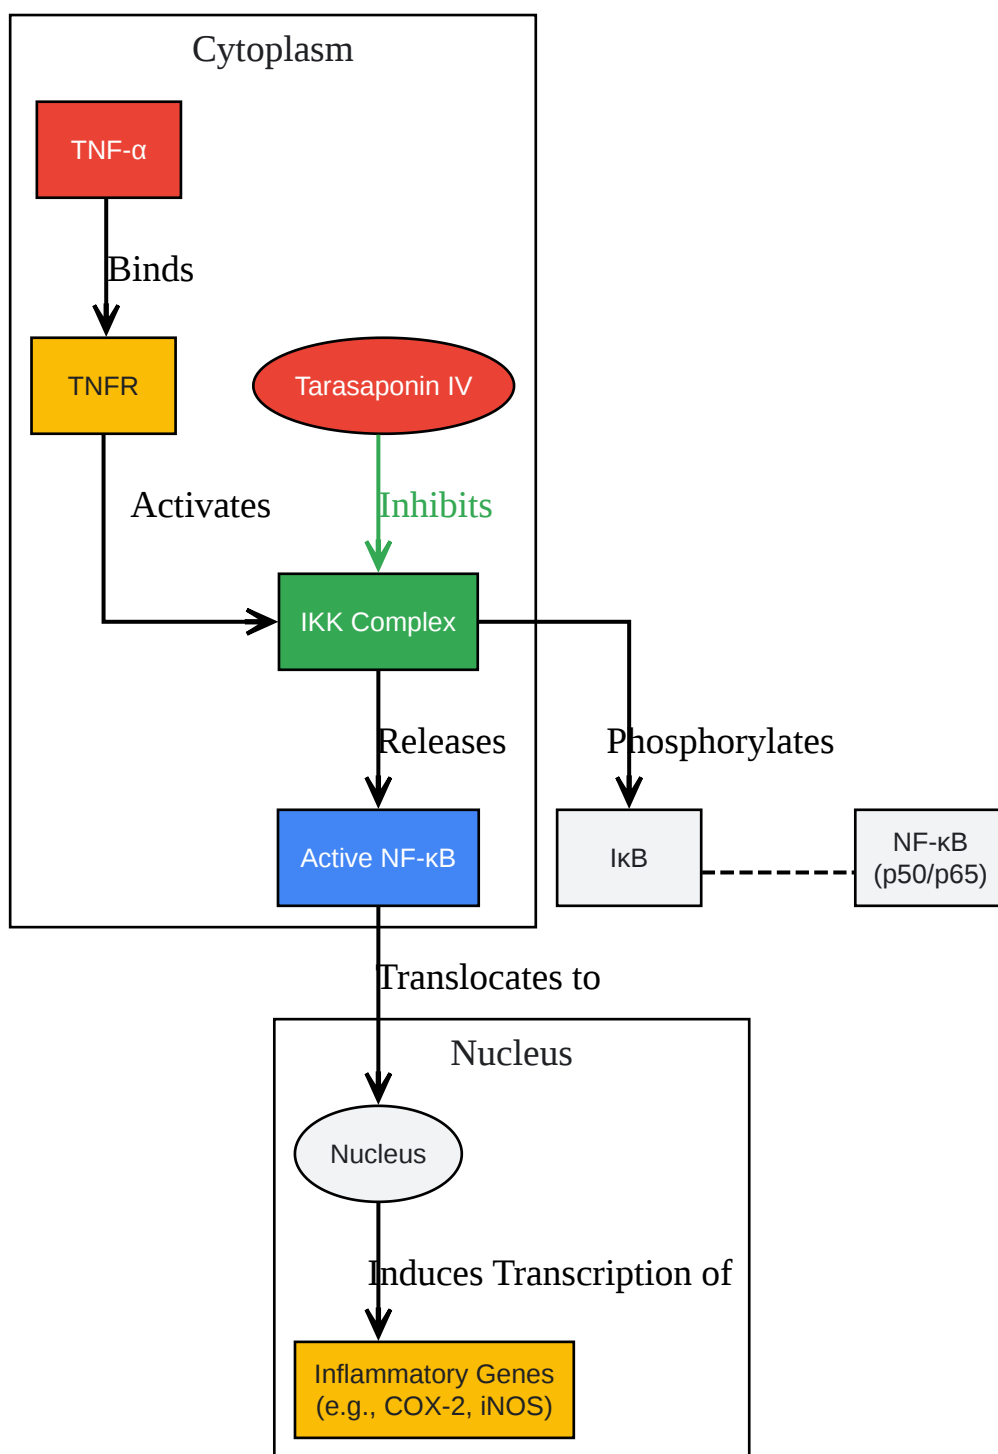 Cytoplasm
TNF-α
Binds
TNFR
Tarasaponin IV
Activates
Inhibits
IKK Complex
Releases
Phosphorylates
Active NF-κB
IκB
NF-κB
(p50/p65)
Translocates to
Nucleus
Nucleus
Induces Transcription of
Inflammatory Genes
(e.g., COX-2, iNOS)